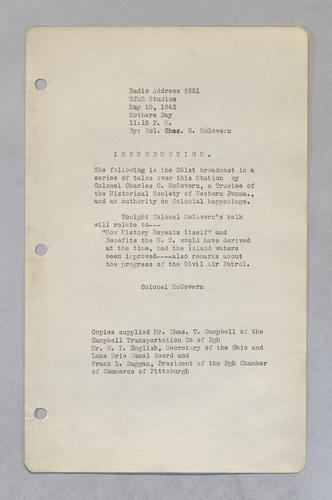 Radio Address #251
WJAS Studios
May 10, 1942
Mothers Day
11:15 P. M.
By: Col. Chas. C. McGovern
INTRODUCTION.
The following is the 251st broadcast in a
series of talks over this Station by
Colonel Charles C. McGovern, a Trustee of
the Historical Society of Western Penna.,
and an authority on Colonial happenings.
Tonight Colonel McGovern's talk
will relate to---
"How History Repeats Itself" and
Benefits the U. S. would have derived
at the time, had the inland waters
been improved----also remarks about
the progress of the Civil Air Patrol.
Colonel McGovern
Copies supplied Mr. Chas. T. Campbell of the
Campbell Transportation Co of Pgh
Mr. W. Y. English, Secretary of the Ohio and
Lake Erie Canal Board and
Frank L. Duggan, President of the Pgh Chamber
of Commerce of Pittsburgh